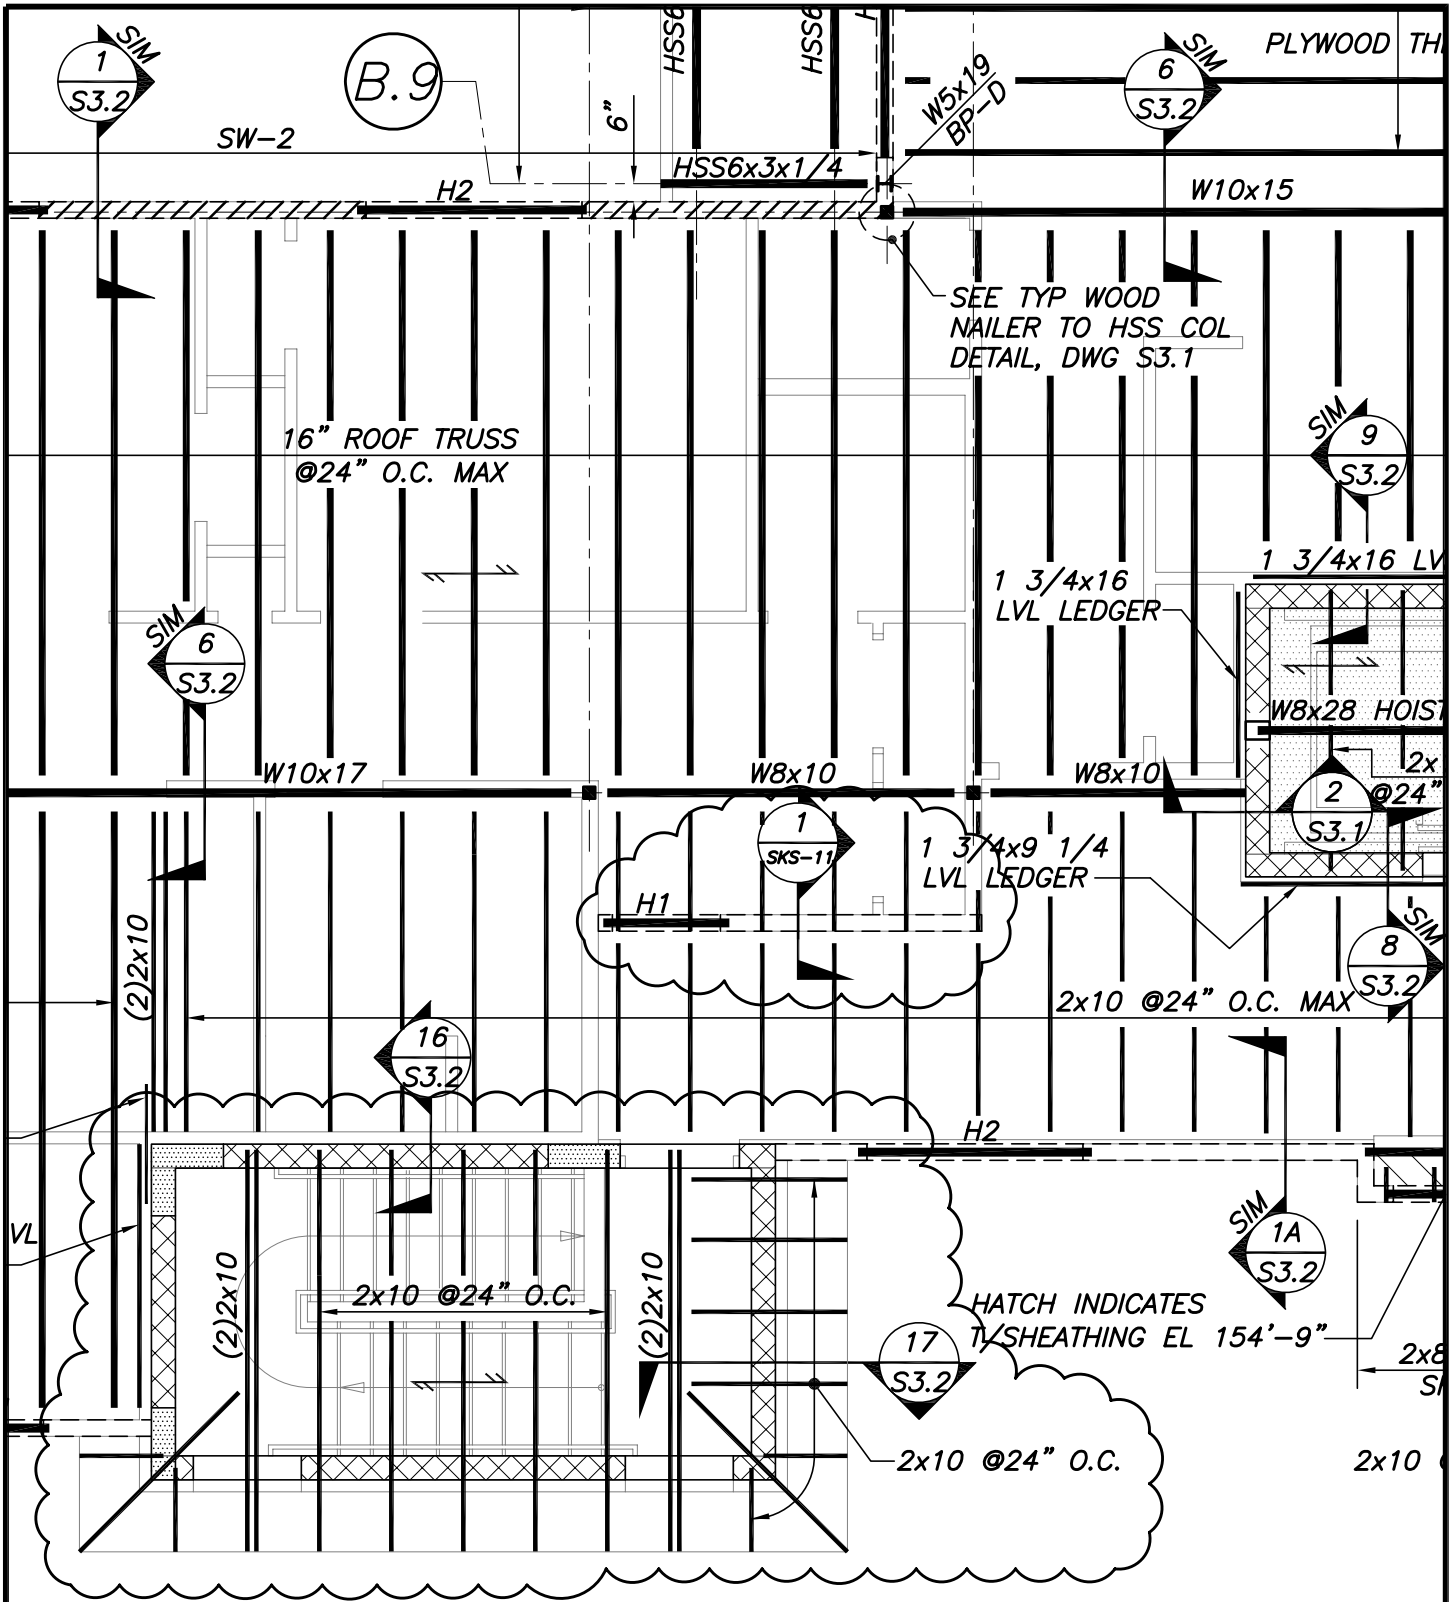 SIM
1
S3.2
B.9
6"
HSS6
HSS6
W5x19
BP-D
SIM
6
S3.2
PLYWOOD
SW-2
H2
HSS6x3x1/4
W10x15
SEE TYP WOOD
NAILER TO HSS COL
DETAIL, DWG S3.1
16" ROOF TRUSS
@24" O.C. MAX
SIM
9
S3.2
1 3/4x16
1 3/4x16
LVL LEDGER
SIM
6
S3.2
W8x28
W10x17
W8x10
W8x10
2x
@24"
2
S3.1
1
SKS-11
1 3/4x9 1/4
LVL LEDGER
H1
(2)2x10
SIM
8
S3.2
2x10 @24" O.C. MAX
16
S3.2
H2
VL
(2)2x10
2x10 @24" O.C.
(2)2x10
SIM
1A
S3.2
HATCH INDICATES
T/SHEATHING EL 154'-9"
17
S3.2
2x8
2x10 @24" O.C.
2x10